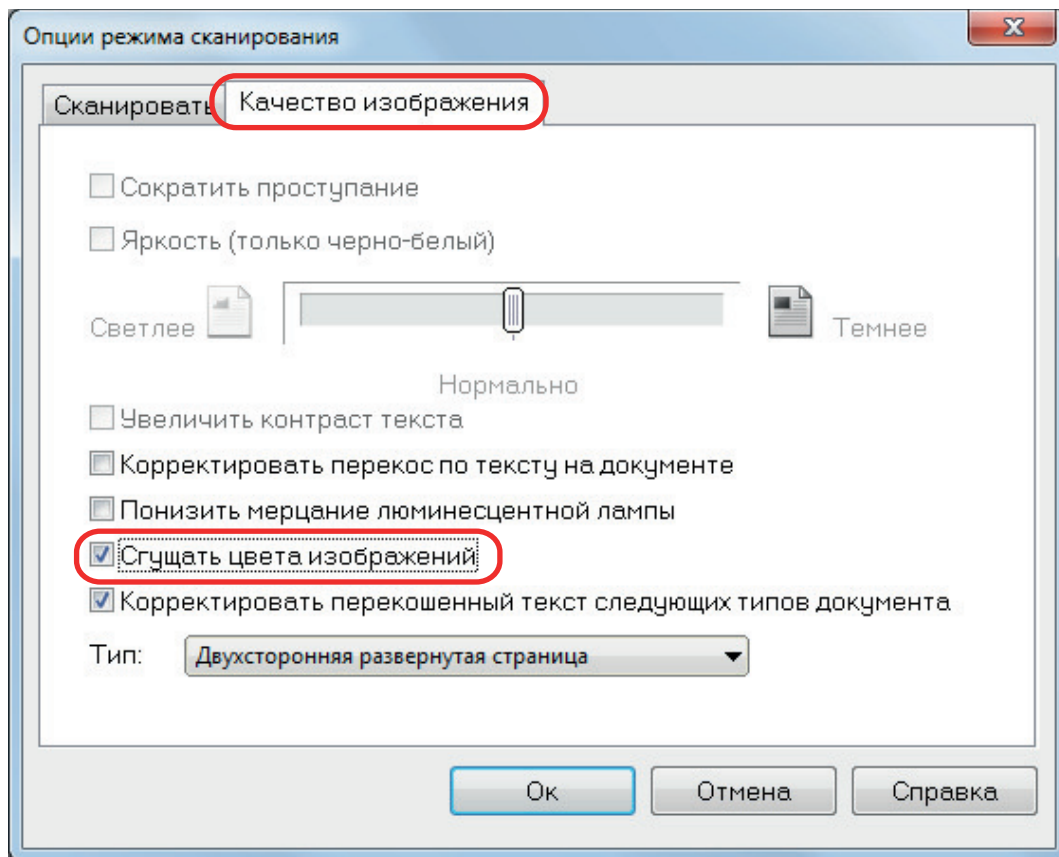 Опции режима сканирования
Сканировать Качество изображения
Сократить проступание
Яркость (только черно-белый)
Светлее Темнее
Нормально
Увеличить контраст текста
Корректировать перекос по тексту на документе
Понизить мерцание люминесцентной лампы
Сгущать цвета изображений
Корректировать перекошенный текст следующих типов документа
Тип: Двухсторонняя развернутая страница
Ок Отмена Справка